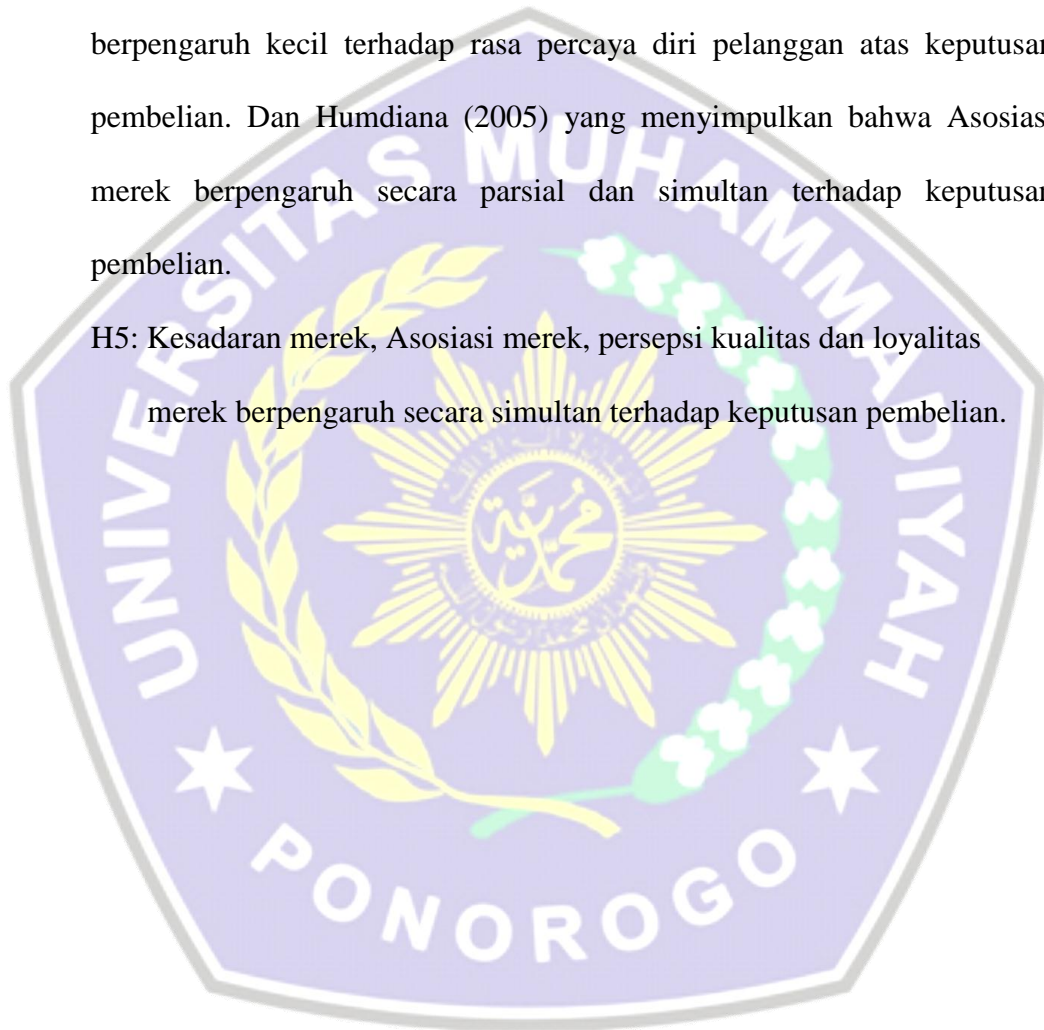 berpengaruh kecil terhadap rasa percaya diri pelanggan atas keputusan
pembelian. Dan Humdiana (2005) yang menyimpulkan bahwa Asosias
merek berpengaruh secara parsial dan simultan terhadap keputusan
pembelian.
H5: Kesadaran merek, Asosiasi merek, persepsi kualitas dan loyalitas
merek berpengaruh secara simultan terhadap keputusan pembelian.
UNIVERSITAS MUHAMMADIYAH
PONOROGO
محمدية